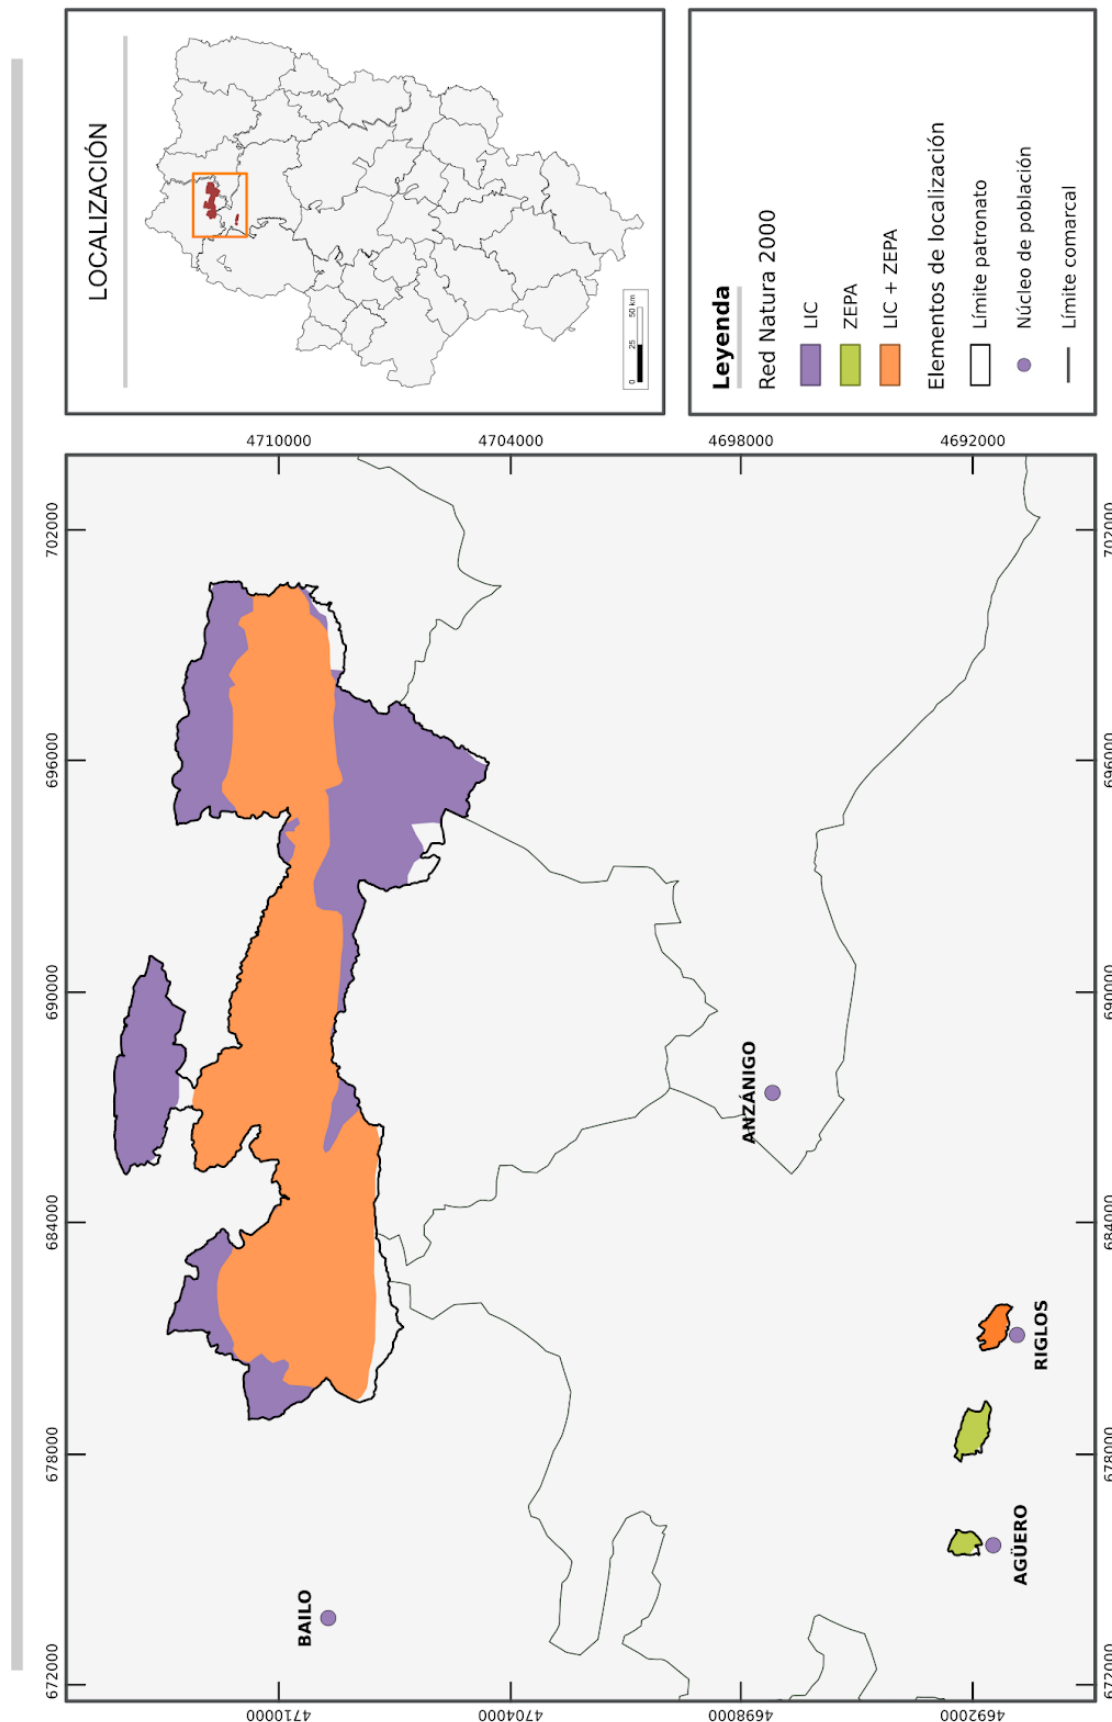 LOCALIZACIÓN
0 25 50 km
Leyenda
Red Natura 2000
LIC
ZEPA
LIC + ZEPA
Elementos de localización
Límite patronato
Núcleo de población
Límite comarcal
672000
678000
684000
690000
696000
702000
4710000
4704000
4698000
4692000
4710000
4704000
4698000
4692000
BAILO
ANZÁNIGO
AGÜERO
RIGLOS
672000
678000
684000
690000
696000
702000